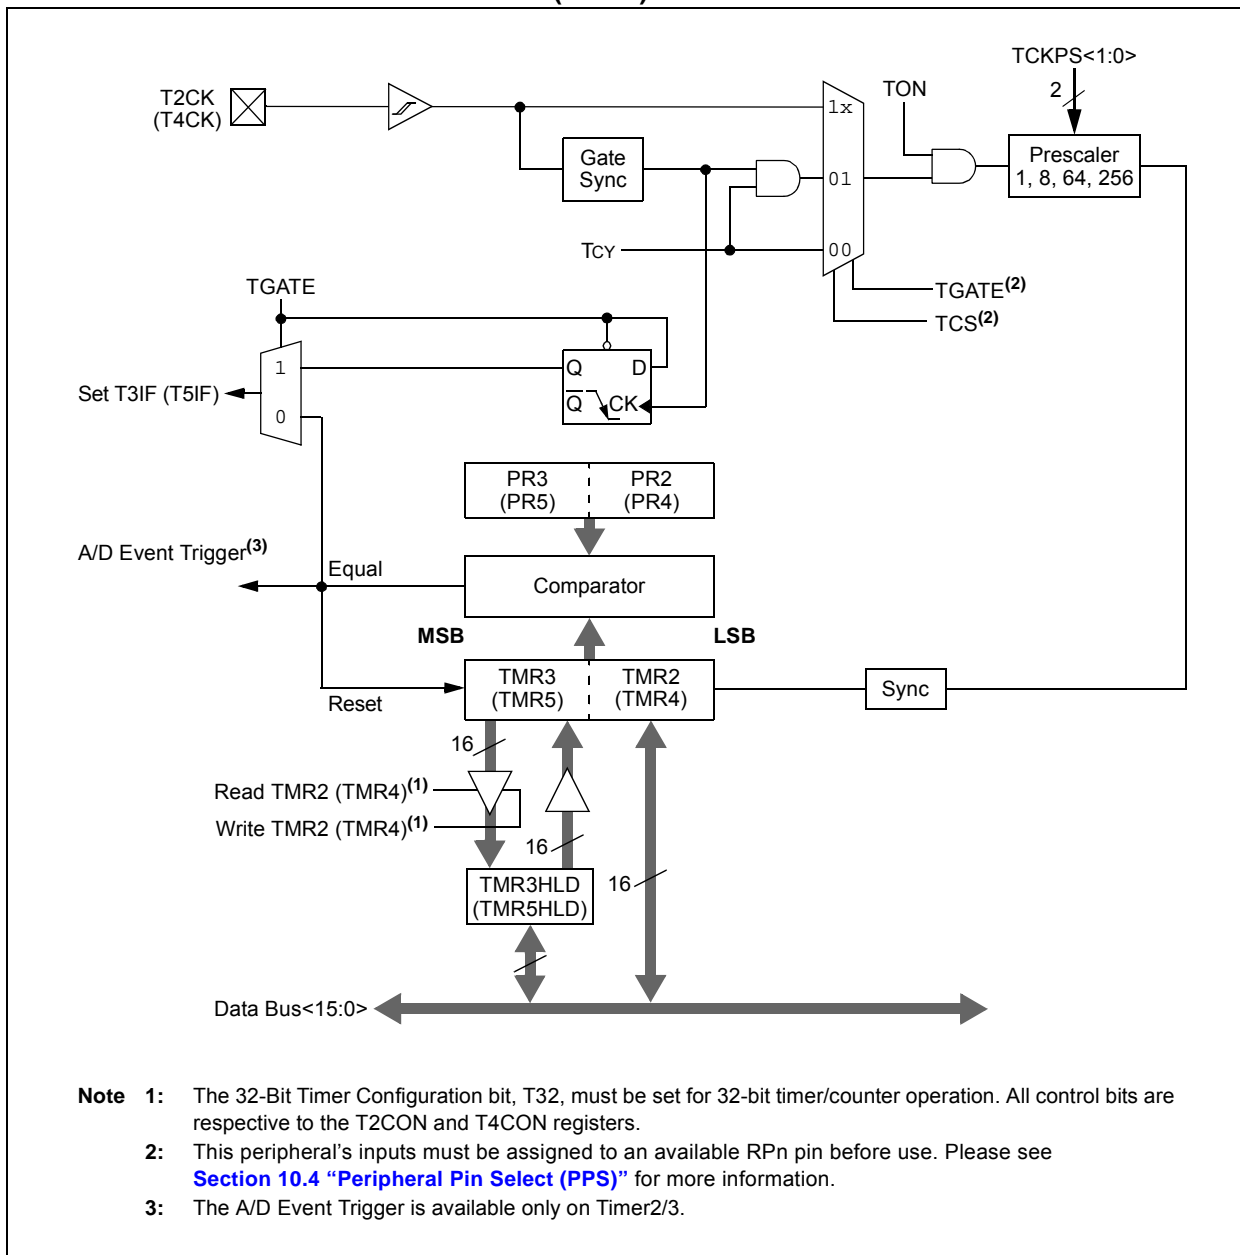 TCKPS<1:0>
2
T2CK
(T4CK)
TON
1x
Gate
Sync
01
Prescaler
1, 8, 64, 256
TCY
00
TGATE
TGATE(2)
TCS(2)
1
Q
D
Set T3IF (T5IF)
Q
CK
0
PR3
(PR5)
PR2
(PR4)
A/D Event Trigger(3)
Equal
Comparator
MSB
LSB
TMR3
(TMR5)
TMR2
(TMR4)
Sync
Reset
16
Read TMR2 (TMR4)(1)
Write TMR2 (TMR4)(1)
16
TMR3HLD
(TMR5HLD)
16
Data Bus<15:0>
Note 1: The 32-Bit Timer Configuration bit, T32, must be set for 32-bit timer/counter operation. All control bits are
respective to the T2CON and T4CON registers.
2: This peripheral’s inputs must be assigned to an available RPn pin before use. Please see
Section 10.4 “Peripheral Pin Select (PPS)” for more information.
3: The A/D Event Trigger is available only on Timer2/3.